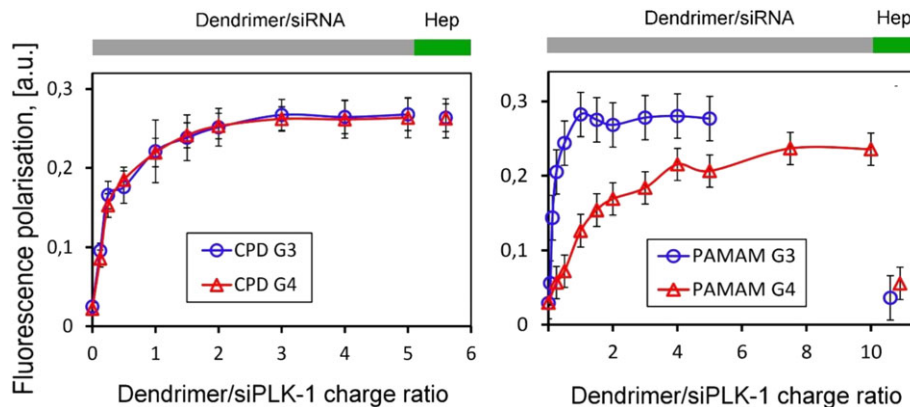 Dendrimer/siRNA Hep
Dendrimer/siRNA Hep
Fluorescence polarisation, [a.u.]
0,3
0,2
0,1
0
CPD G3
CPD G4
0 1 2 3 4 5 6
Dendrimer/siPLK-1 charge ratio
0,3
0,2
0,1
0
PAMAM G3
PAMAM G4
0 2 4 6 8 10
Dendrimer/siPLK-1 charge ratio